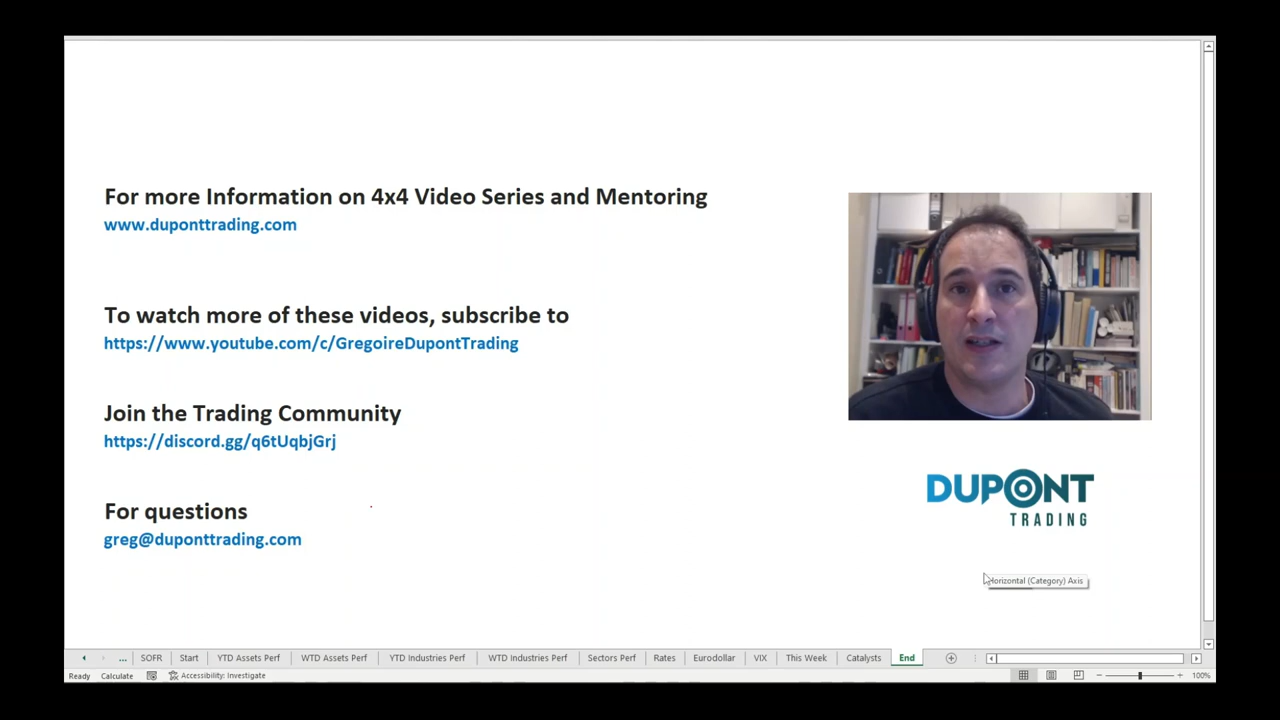 For more Information on 4x4 Video Series and Mentoring
www.duponttrading.com
To watch more of these videos, subscribe to
https://www.youtube.com/c/GregoireDupontTrading
Join the Trading Community
https://discord.gg/q6tUqbjGrj
For questions
greg@duponttrading.com
DUPONT
TRADING
Horizontal (Category) Axis
... SOFR Start YTD Assets Perf WTD Assets Perf YTD Industries Perf WTD Industries Perf Sectors Perf Rates Eurodollar VIX This Week Catalysts End
Ready Calculate Accessibility: Investigate 100%